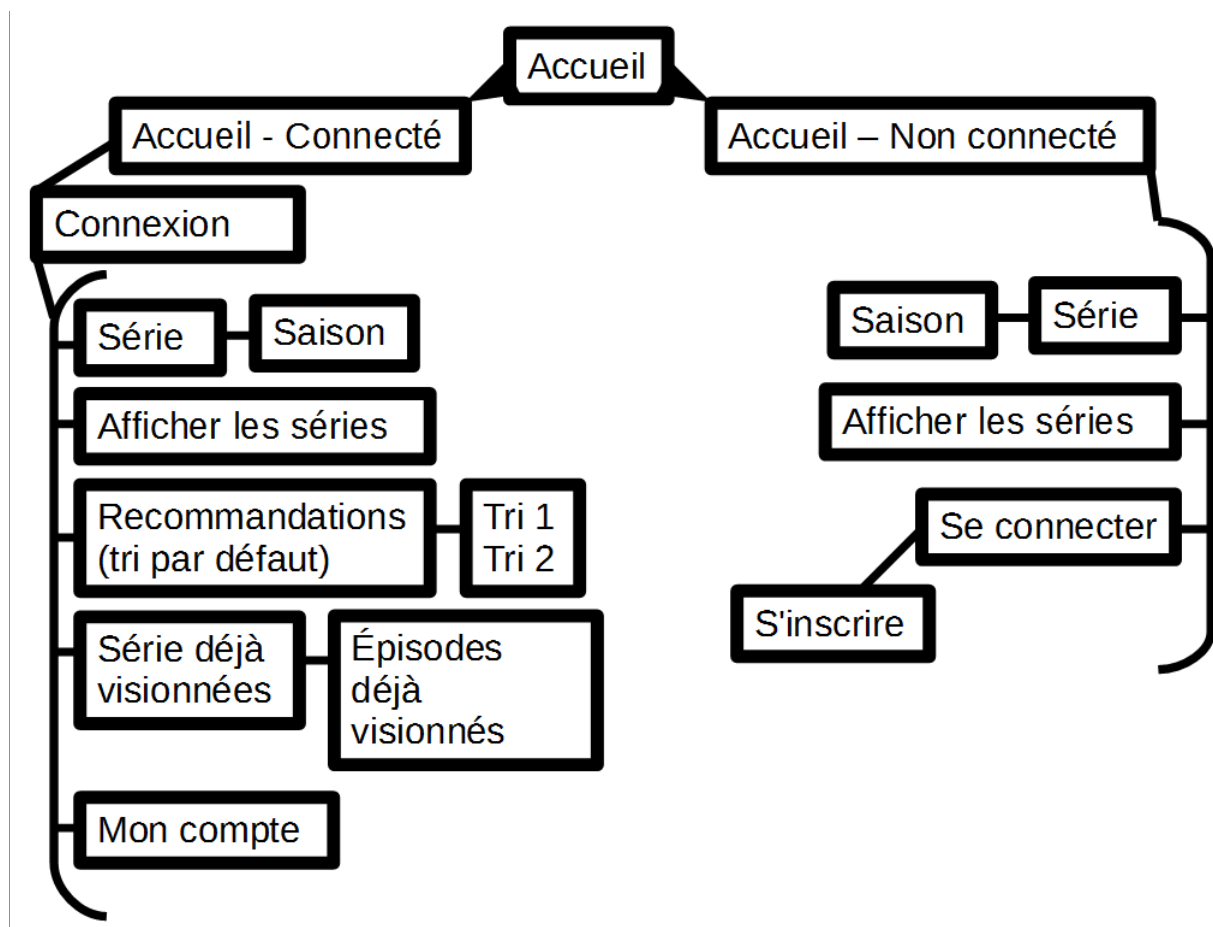 Accueil
Accueil - Connecté
Accueil – Non connecté
Connexion
Série
Saison
Afficher les séries
Recommandations
(tri par défaut)
Tri 1
Tri 2
Série déjà
visionnées
Épisodes
déjà
visionnés
Mon compte
Saison
Série
Afficher les séries
Se connecter
S'inscrire